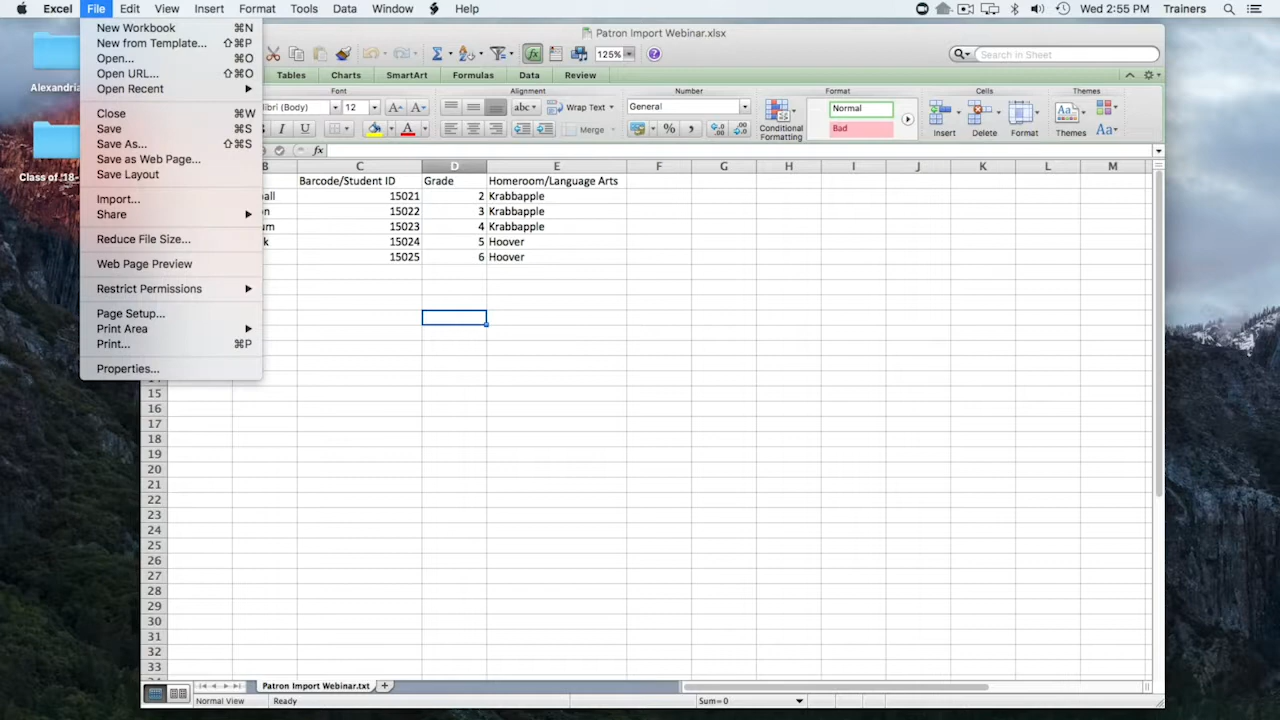 Excel File Edit View Insert Format Tools Data Window Help Wed 2:55 PM Trainers
Patron Import Webinar.xlsx
New Workbook ⌘N
New from Template... ⇧⌘P
Open... ⌘O
Open URL... ⇧⌘O
Open Recent
Close ⌘W
Save ⌘S
Save As... ⇧⌘S
Save as Web Page...
Save Layout
Import...
Share
Reduce File Size...
Web Page Preview
Restrict Permissions
Page Setup...
Print Area
Print... ⌘P
Properties...
Alexandria
Class of '18-
125% Search in Sheet
Tables Charts SmartArt Formulas Data Review
Font Alignment Number Format Cells Themes
(Body) 12 A A abc Wrap Text General Normal
I U A Merge % Bad Conditional Formatting Insert Delete Format Themes Aa
fx
B C D E F G H I J K L M
Barcode/Student ID Grade Homeroom/Language Arts
15021 2 Krabbapple
15022 3 Krabbapple
15023 4 Krabbapple
15024 5 Hoover
15025 6 Hoover
15
16
17
18
19
20
21
22
23
24
25
26
27
28
29
30
31
32
33
Patron Import Webinar.txt
Normal View Ready Sum=0